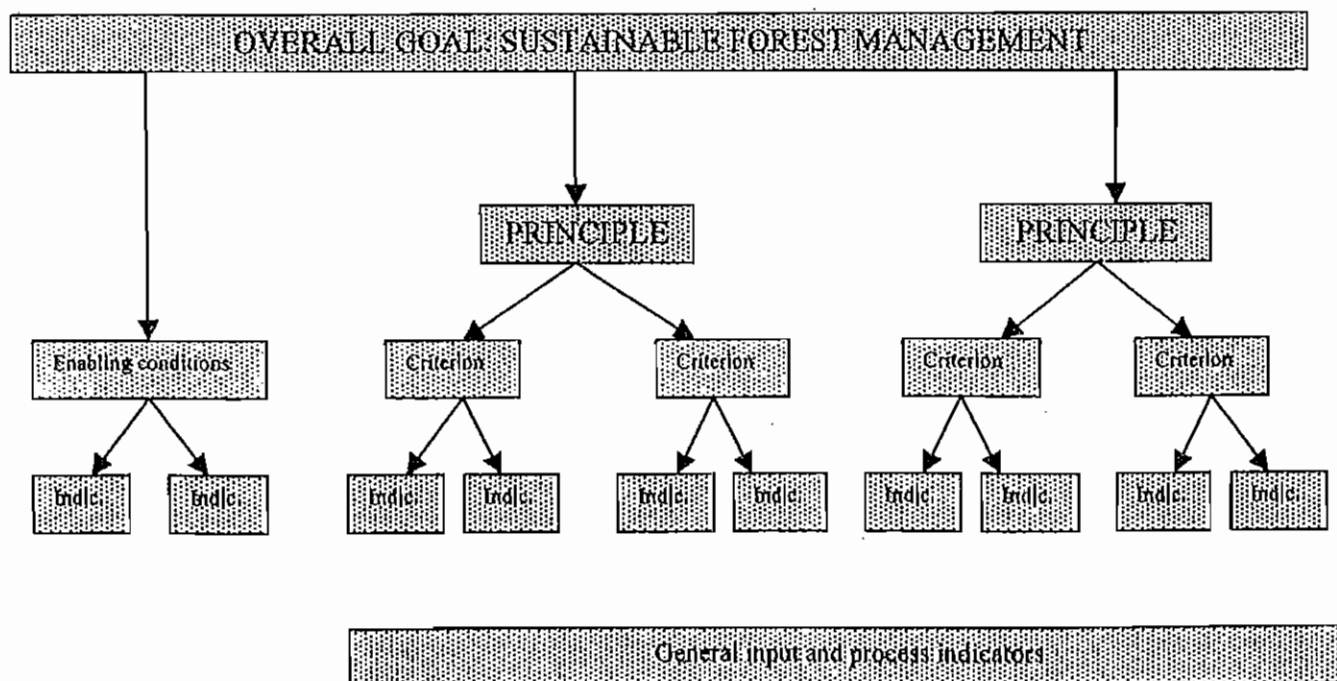 OVERALL GOAL: SUSTAINABLE FOREST MANAGEMENT
PRINCIPLE
PRINCIPLE
Enabling conditions
Criterion
Criterion
Criterion
Criterion
Indic.
Indic.
Indic.
Indic.
Indic.
Indic.
Indic.
Indic.
Indic.
Indic.
General input and process indicators